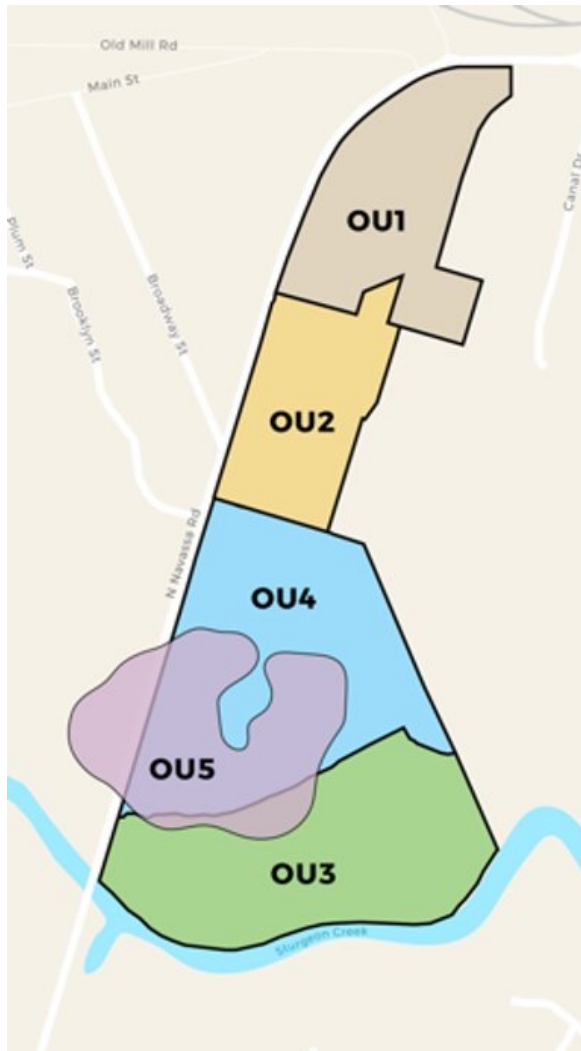 Old Mill Rd
Main St
Canal Dr
OU1
Plum St
Broadway St
Brooklyn St
OU2
N Navassa Rd
OU4
OU5
OU3
Sturgeon Creek